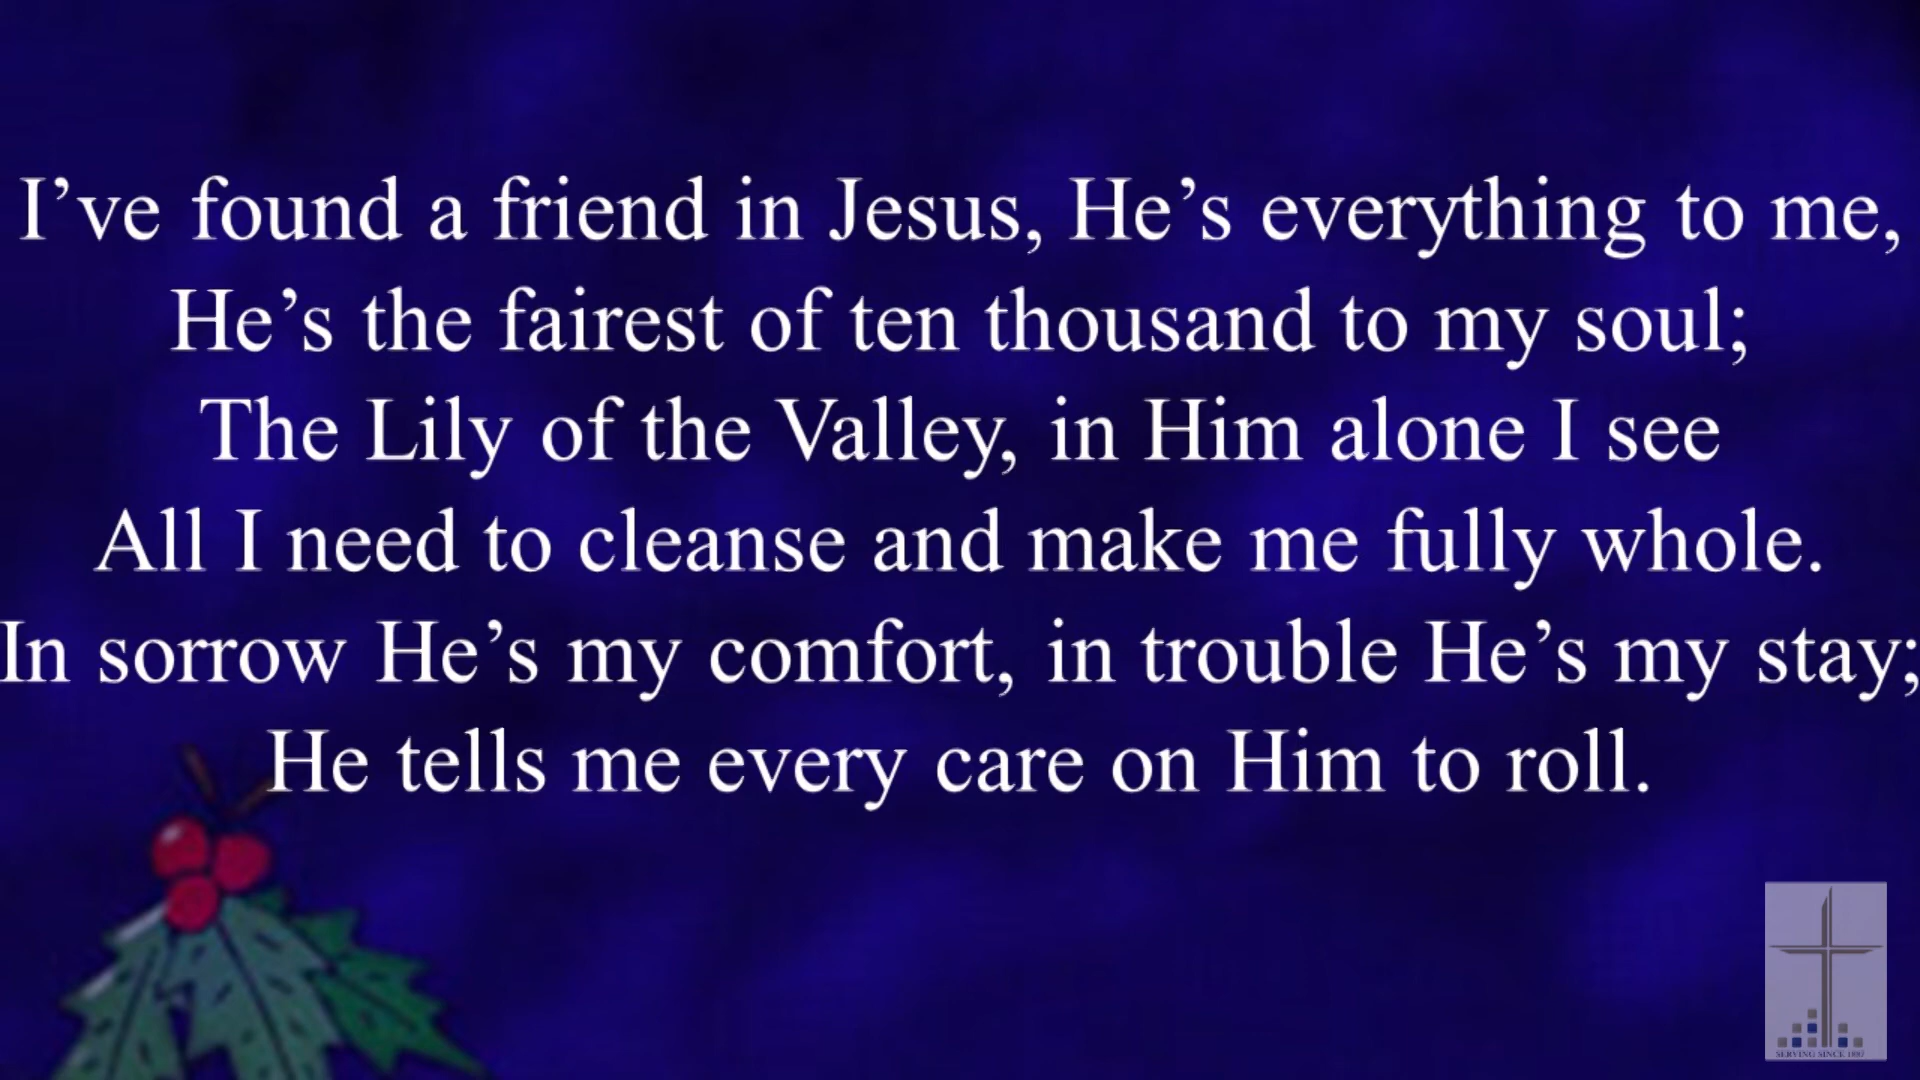 I’ve found a friend in Jesus, He’s everything to me,
He’s the fairest of ten thousand to my soul;
The Lily of the Valley, in Him alone I see
All I need to cleanse and make me fully whole.
In sorrow He’s my comfort, in trouble He’s my stay;
He tells me every care on Him to roll.
SERVING SINCE